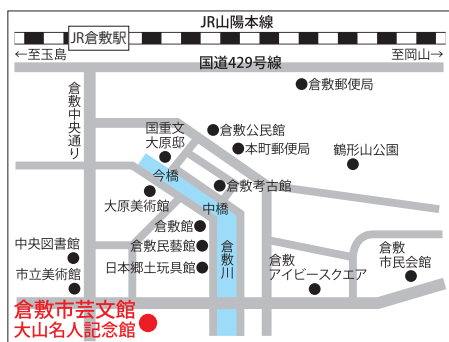 JR山陽本線
JR倉敷駅
←至玉島
至岡山→
国道429号線
倉敷中央通り
倉敷郵便局
国重文
大原邸
倉敷公民館
本町郵便局
鶴形山公園
今橋
倉敷考古館
大原美術館
中橋
倉敷館
倉敷民藝館
倉敷川
日本郷土玩具館
中央図書館
市立美術館
倉敷
アイビースクエア
倉敷
市民会館
倉敷市芸文館
大山名人記念館